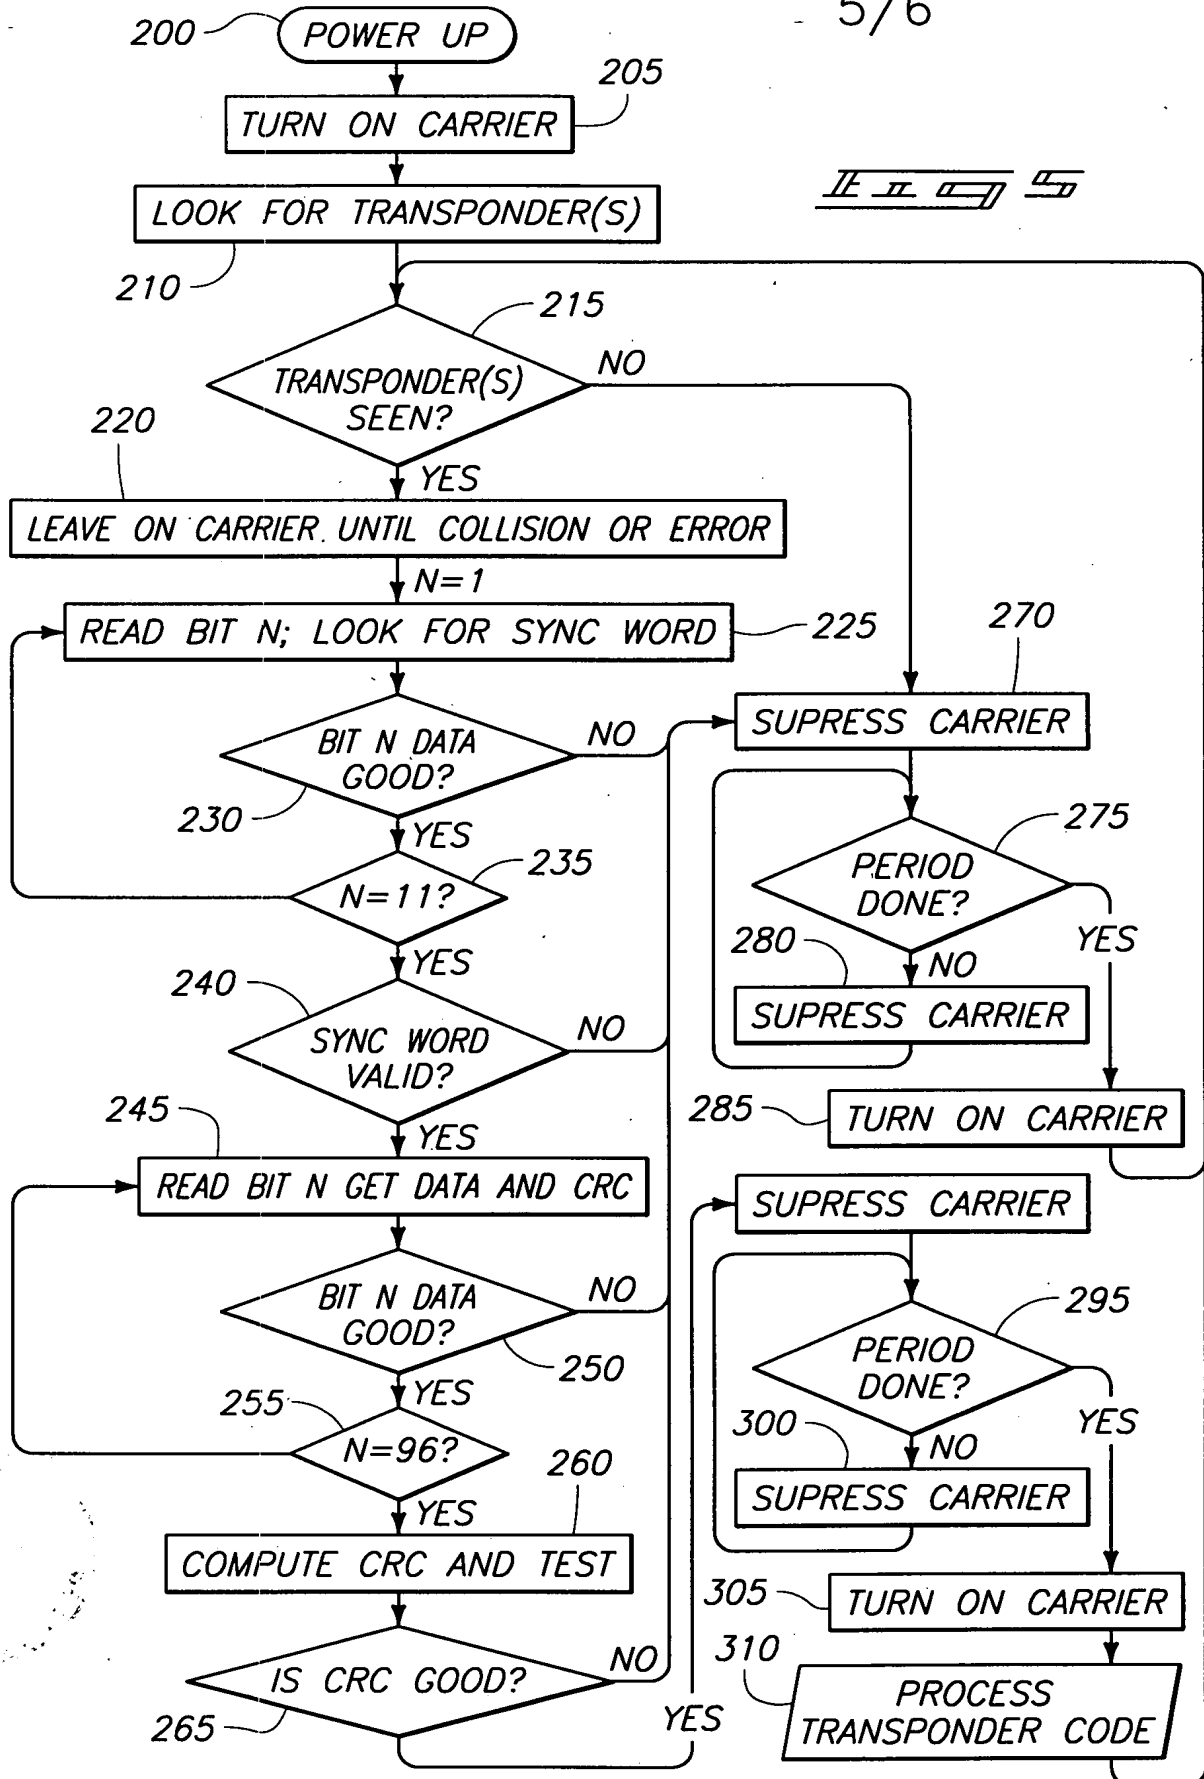 5/6
200
POWER UP
205
TURN ON CARRIER
Fig 5
LOOK FOR TRANSPONDER(S)
210
215
TRANSPONDER(S)
SEEN?
NO
220
YES
LEAVE ON CARRIER UNTIL COLLISION OR ERROR
N=1
READ BIT N; LOOK FOR SYNC WORD
225
270
SUPRESS CARRIER
BIT N DATA
GOOD?
NO
230
YES
235
N=11?
275
PERIOD
DONE?
YES
YES
240
280
NO
SYNC WORD
VALID?
NO
SUPRESS CARRIER
245
YES
285
TURN ON CARRIER
READ BIT N GET DATA AND CRC
SUPRESS CARRIER
BIT N DATA
GOOD?
NO
250
295
PERIOD
DONE?
YES
255
YES
N=96?
300
NO
260
YES
SUPRESS CARRIER
COMPUTE CRC AND TEST
305
TURN ON CARRIER
310
IS CRC GOOD?
NO
265
YES
PROCESS
TRANSPONDER CODE